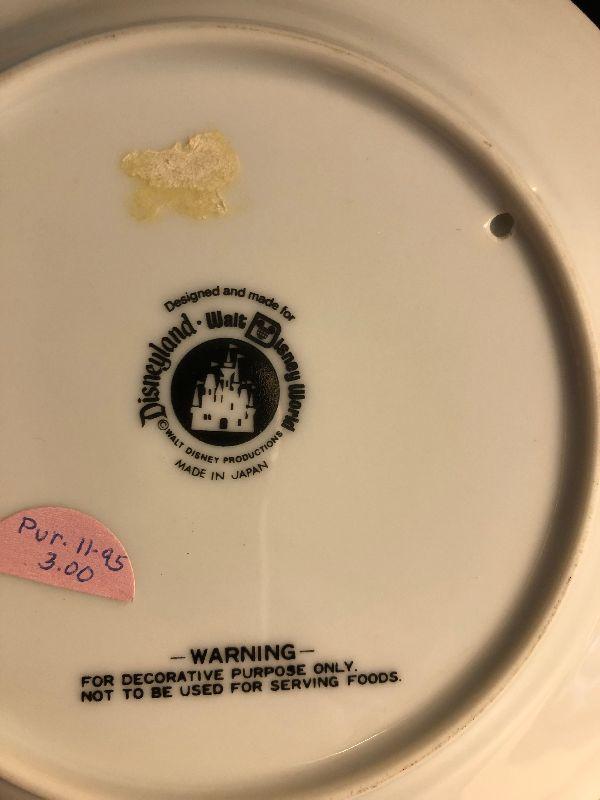 Designed and made for
Disneyland · Walt Disney World
©WALT DISNEY PRODUCTIONS
MADE IN JAPAN
Pur. 11-95
3.00
— WARNING —
FOR DECORATIVE PURPOSE ONLY.
NOT TO BE USED FOR SERVING FOODS.